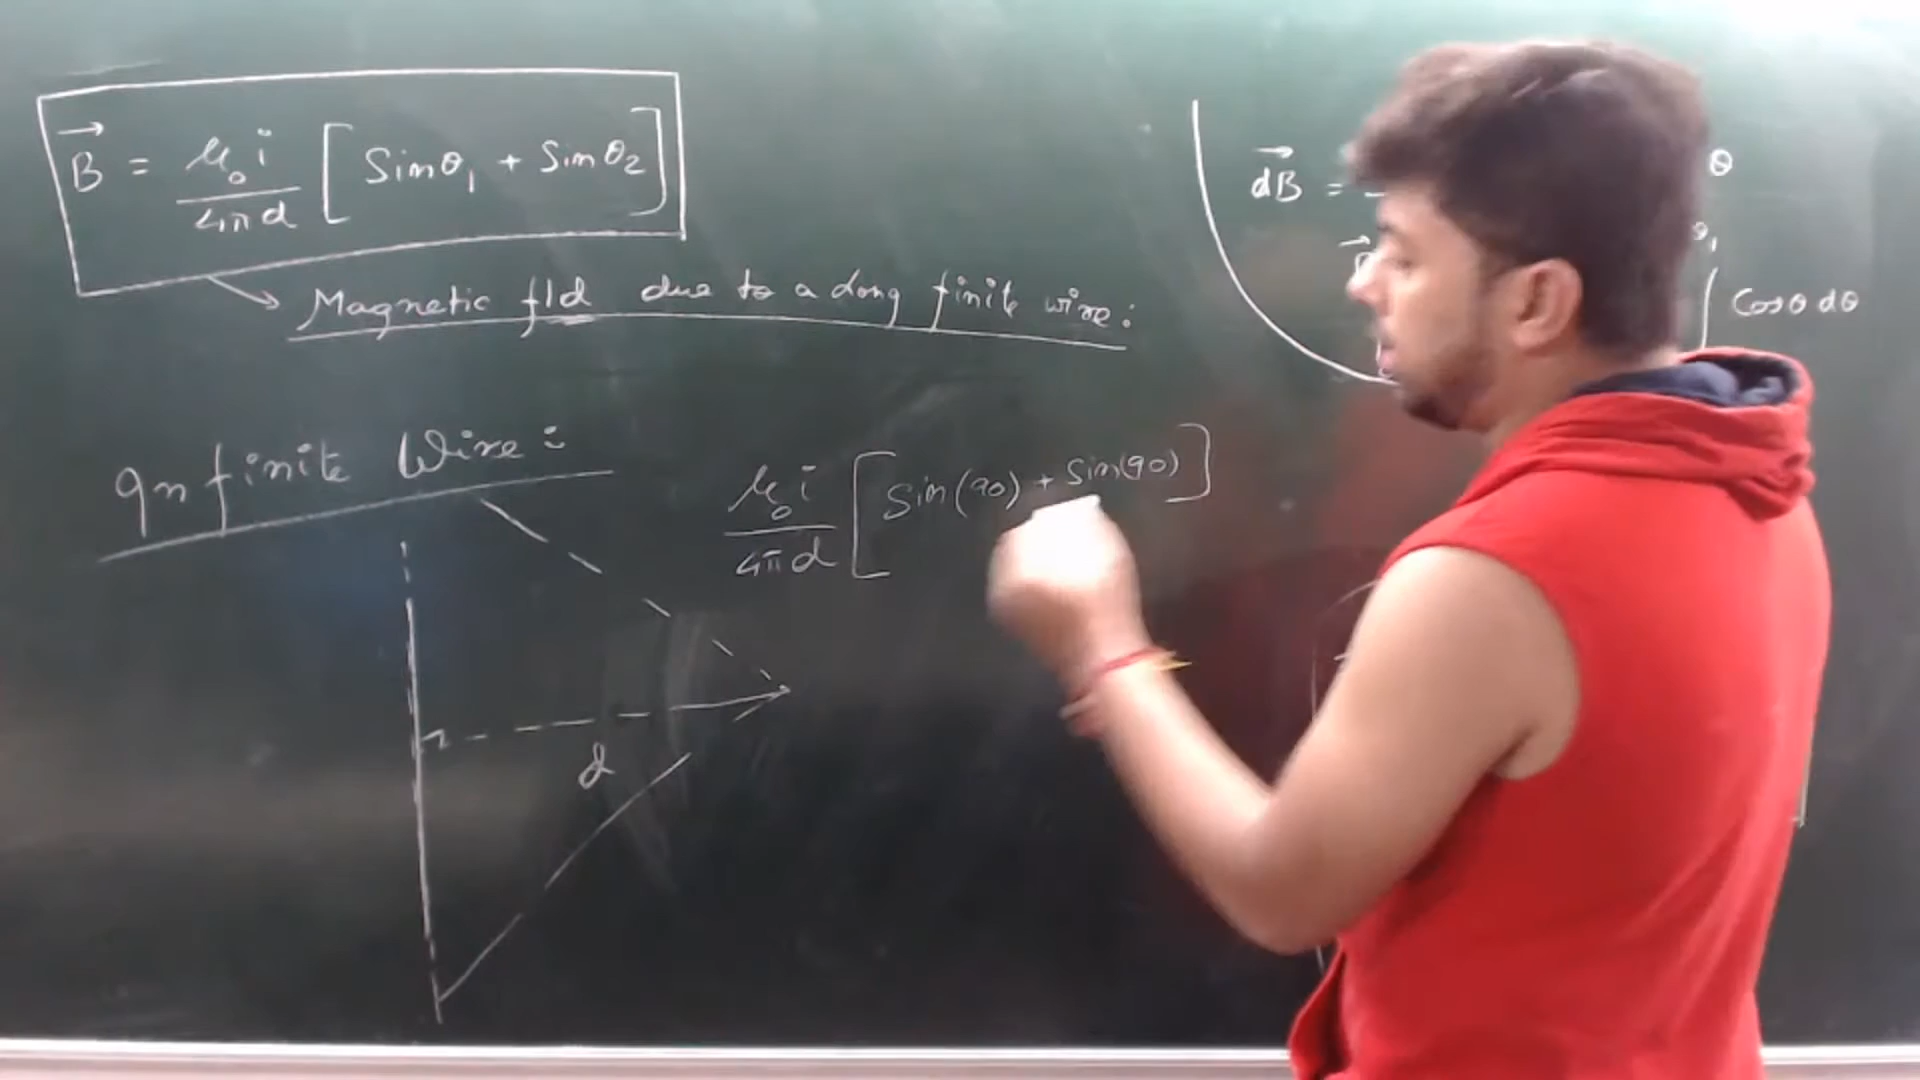 B⃗ = μ₀i / 4πd [ Sinθ₁ + Sinθ₂ ]
Magnetic fld due to a long finite wire:
Infinite Wire:
μ₀i / 4πd [ Sin(90) + Sin(90) ]
d
dB⃗ =
θ
Cosθ dθ